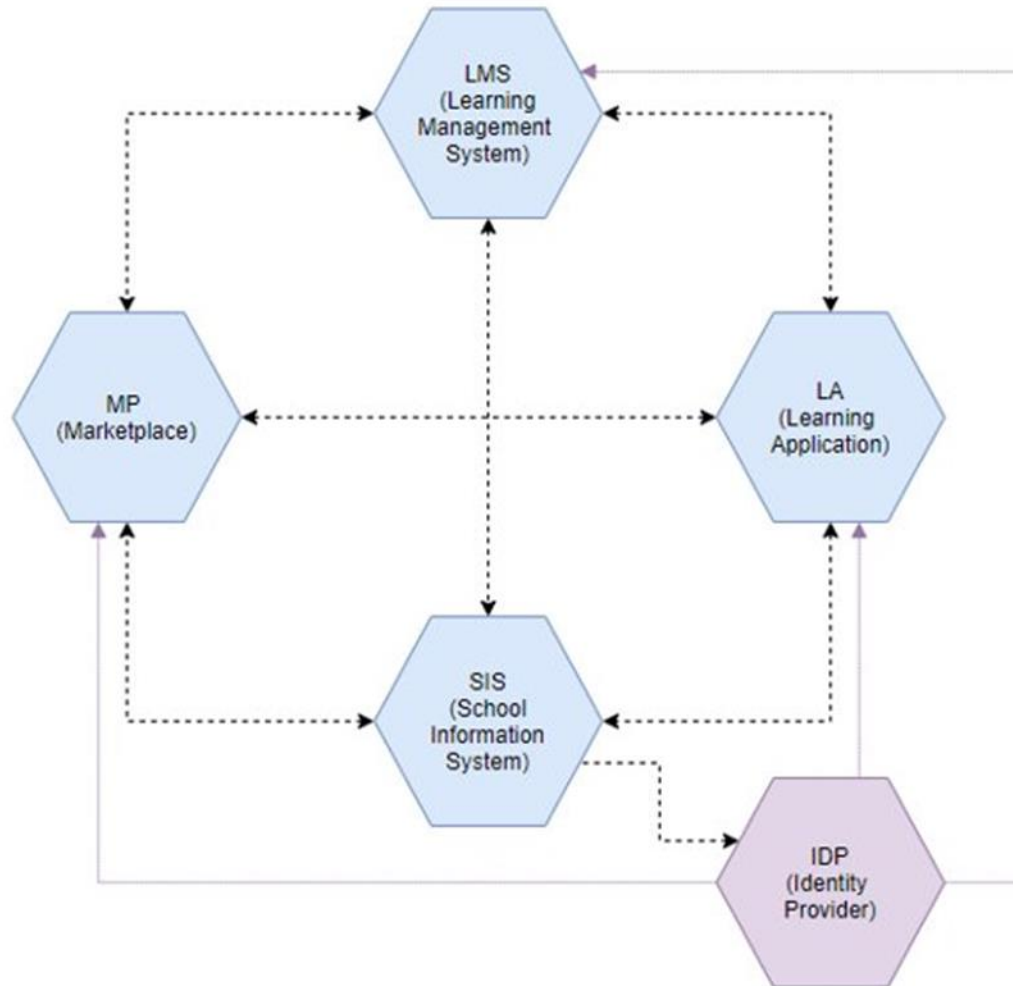 LMS
(Learning
Management
System)
MP
(Marketplace)
LA
(Learning
Application)
SIS
(School
Information
System)
IDP
(Identity
Provider)